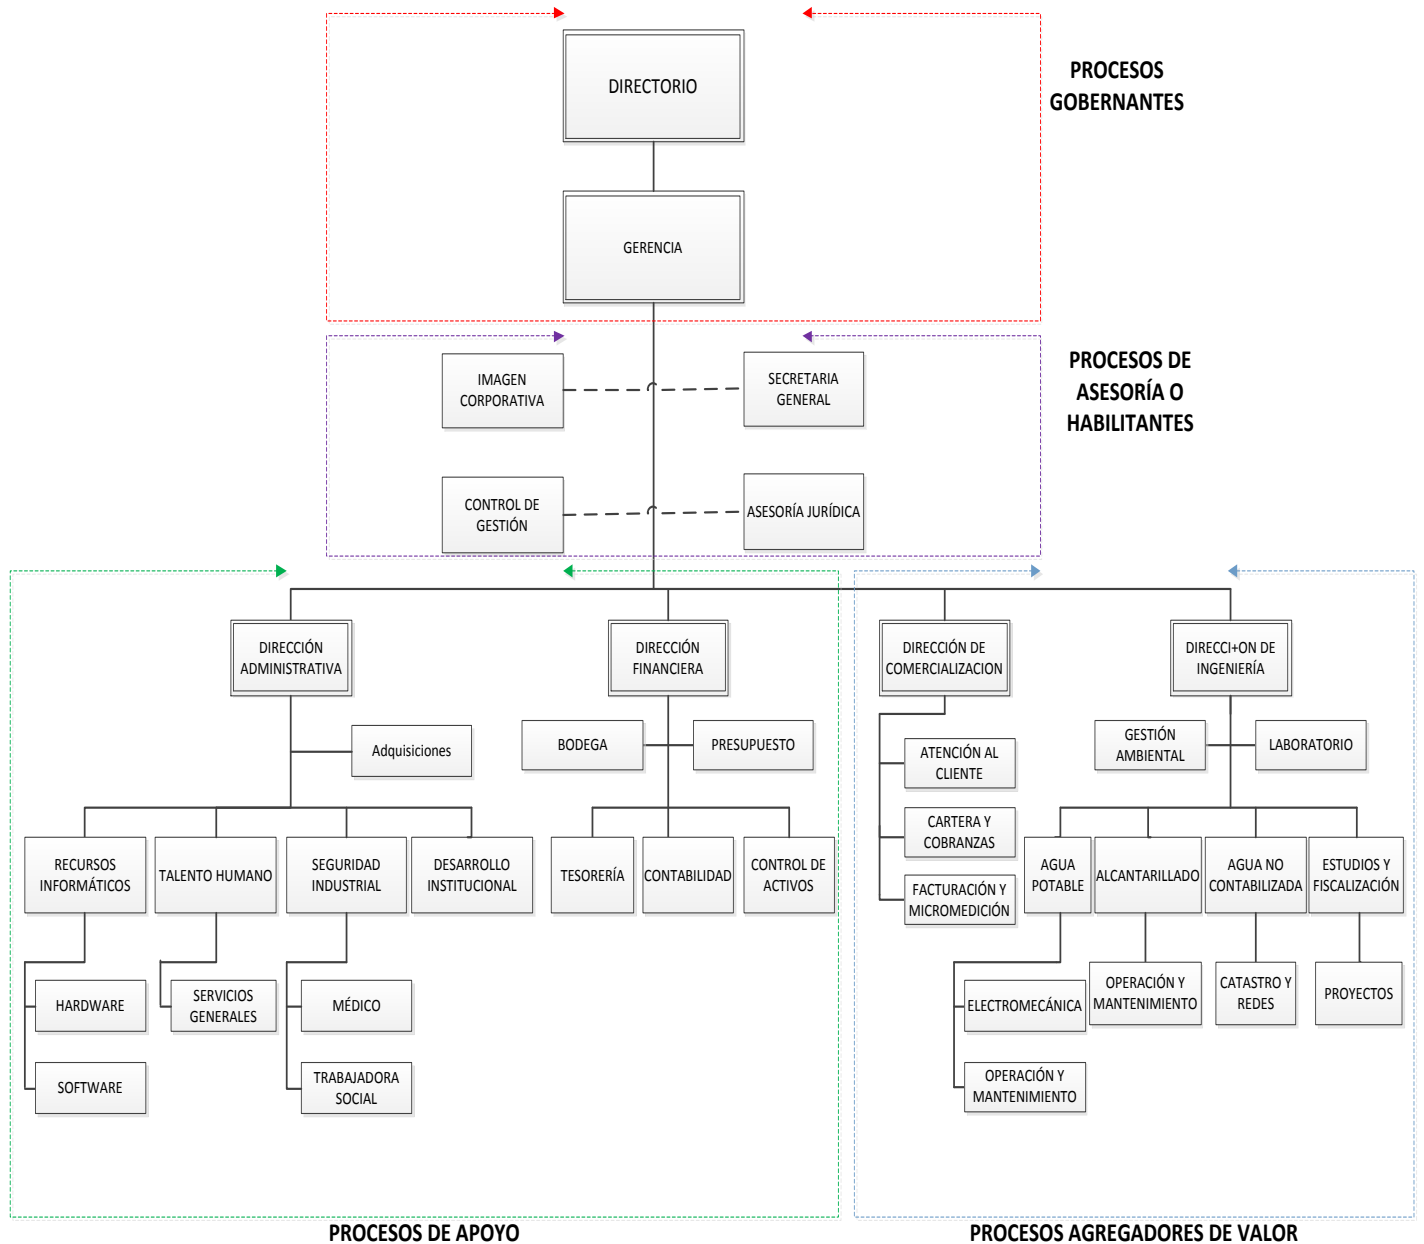 DIRECTORIO
PROCESOS
GOBERNANTES
GERENCIA
IMAGEN
CORPORATIVA
SECRETARIA
GENERAL
PROCESOS DE
ASESORÍA O
HABILITANTES
CONTROL DE
GESTIÓN
ASESORÍA JURÍDICA
DIRECCIÓN
ADMINISTRATIVA
DIRECCIÓN
FINANCIERA
DIRECCIÓN DE
COMERCIALIZACION
DIRECCI+ON DE
INGENIERÍA
Adquisiciones
BODEGA
PRESUPUESTO
ATENCIÓN AL
CLIENTE
GESTIÓN
AMBIENTAL
LABORATORIO
CARTERA Y
COBRANZAS
FACTURACIÓN Y
MICROMEDICIÓN
RECURSOS
INFORMÁTICOS
TALENTO HUMANO
SEGURIDAD
INDUSTRIAL
DESARROLLO
INSTITUCIONAL
TESORERÍA
CONTABILIDAD
CONTROL DE
ACTIVOS
AGUA
POTABLE
ALCANTARILLADO
AGUA NO
CONTABILIZADA
ESTUDIOS Y
FISCALIZACIÓN
HARDWARE
SERVICIOS
GENERALES
MÉDICO
ELECTROMECÁNICA
OPERACIÓN Y
MANTENIMIENTO
CATASTRO Y
REDES
PROYECTOS
SOFTWARE
TRABAJADORA
SOCIAL
OPERACIÓN Y
MANTENIMIENTO
PROCESOS DE APOYO
PROCESOS AGREGADORES DE VALOR